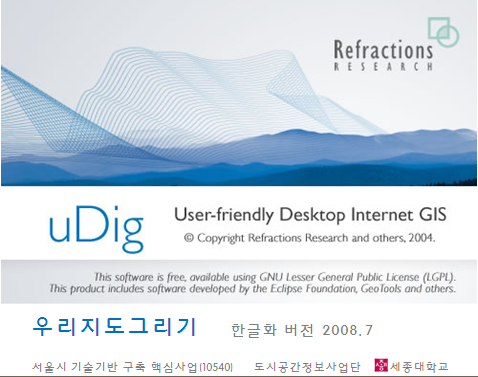 Refractions
RESEARCH
uDig
User-friendly Desktop Internet GIS
© Copyright Refractions Research and others, 2004.
This software is free, available using GNU Lesser General Public License (LGPL).
This product includes software developed by the Eclipse Foundation, GeoTools and others.
우리지도그리기 한글화 버전 2008.7
서울시 기술기반 구축 핵심사업(10540) 도시공간정보사업단 세종대학교